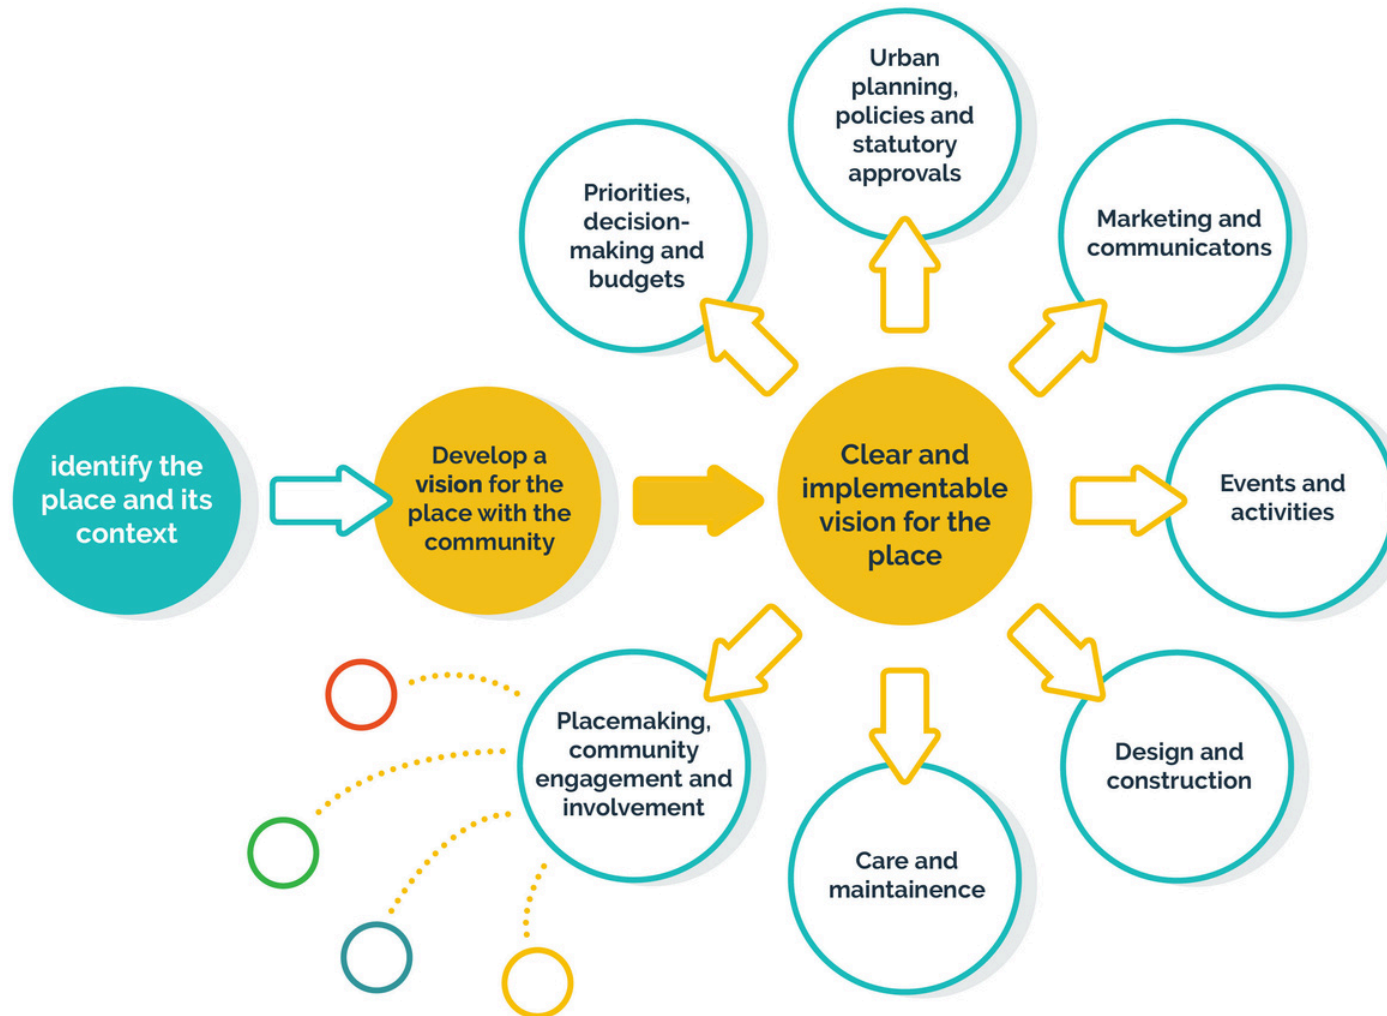 Urban
planning,
policies and
statutory
approvals
Priorities,
decision-
making and
budgets
Marketing and
communicatons
identify the
place and its
context
Develop a
vision for the
place with the
community
Clear and
implementable
vision for the
place
Events and
activities
Placemaking,
community
engagement and
involvement
Design and
construction
Care and
maintainence